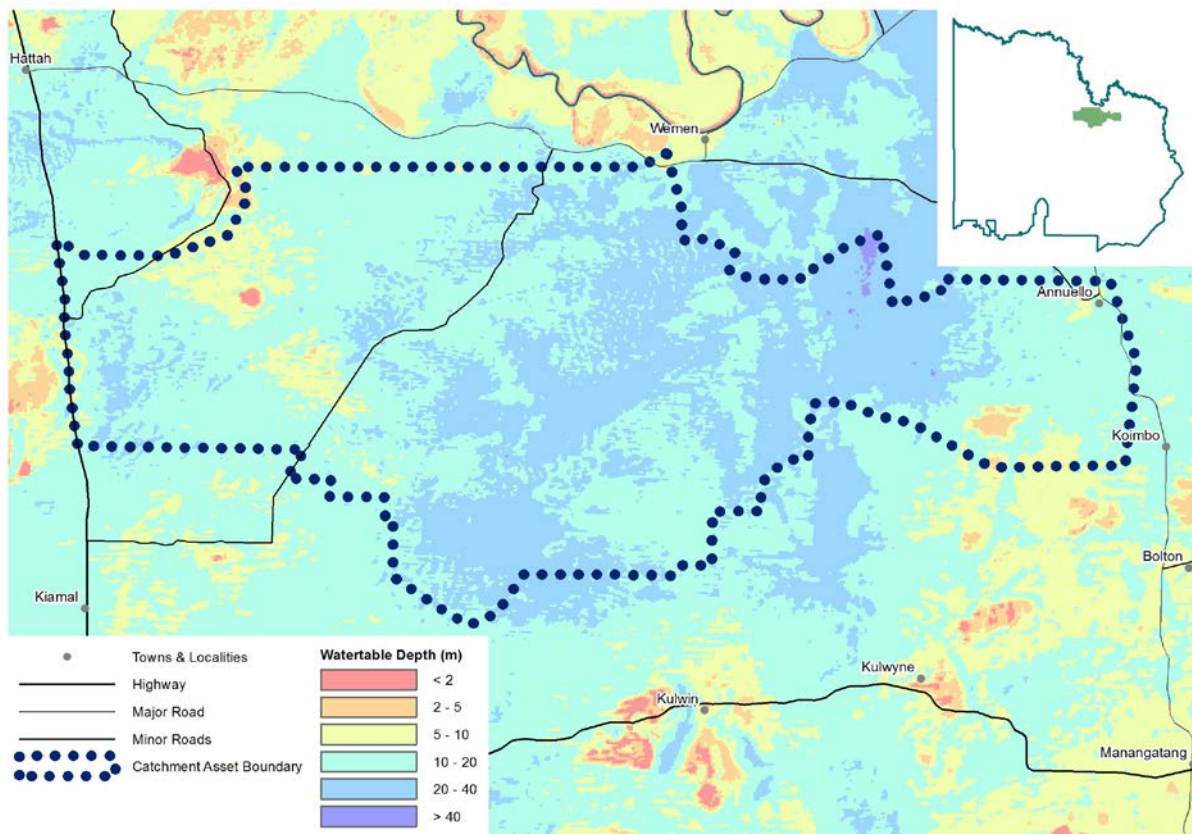 Hattah
Wemen
Annuello
Koimbo
Bolton
Kiamal
Kulwyne
Kulwin
Manangatang
Towns & Localities
Highway
Major Road
Minor Roads
Catchment Asset Boundary
Watertable Depth (m)
< 2
2 - 5
5 - 10
10 - 20
20 - 40
> 40